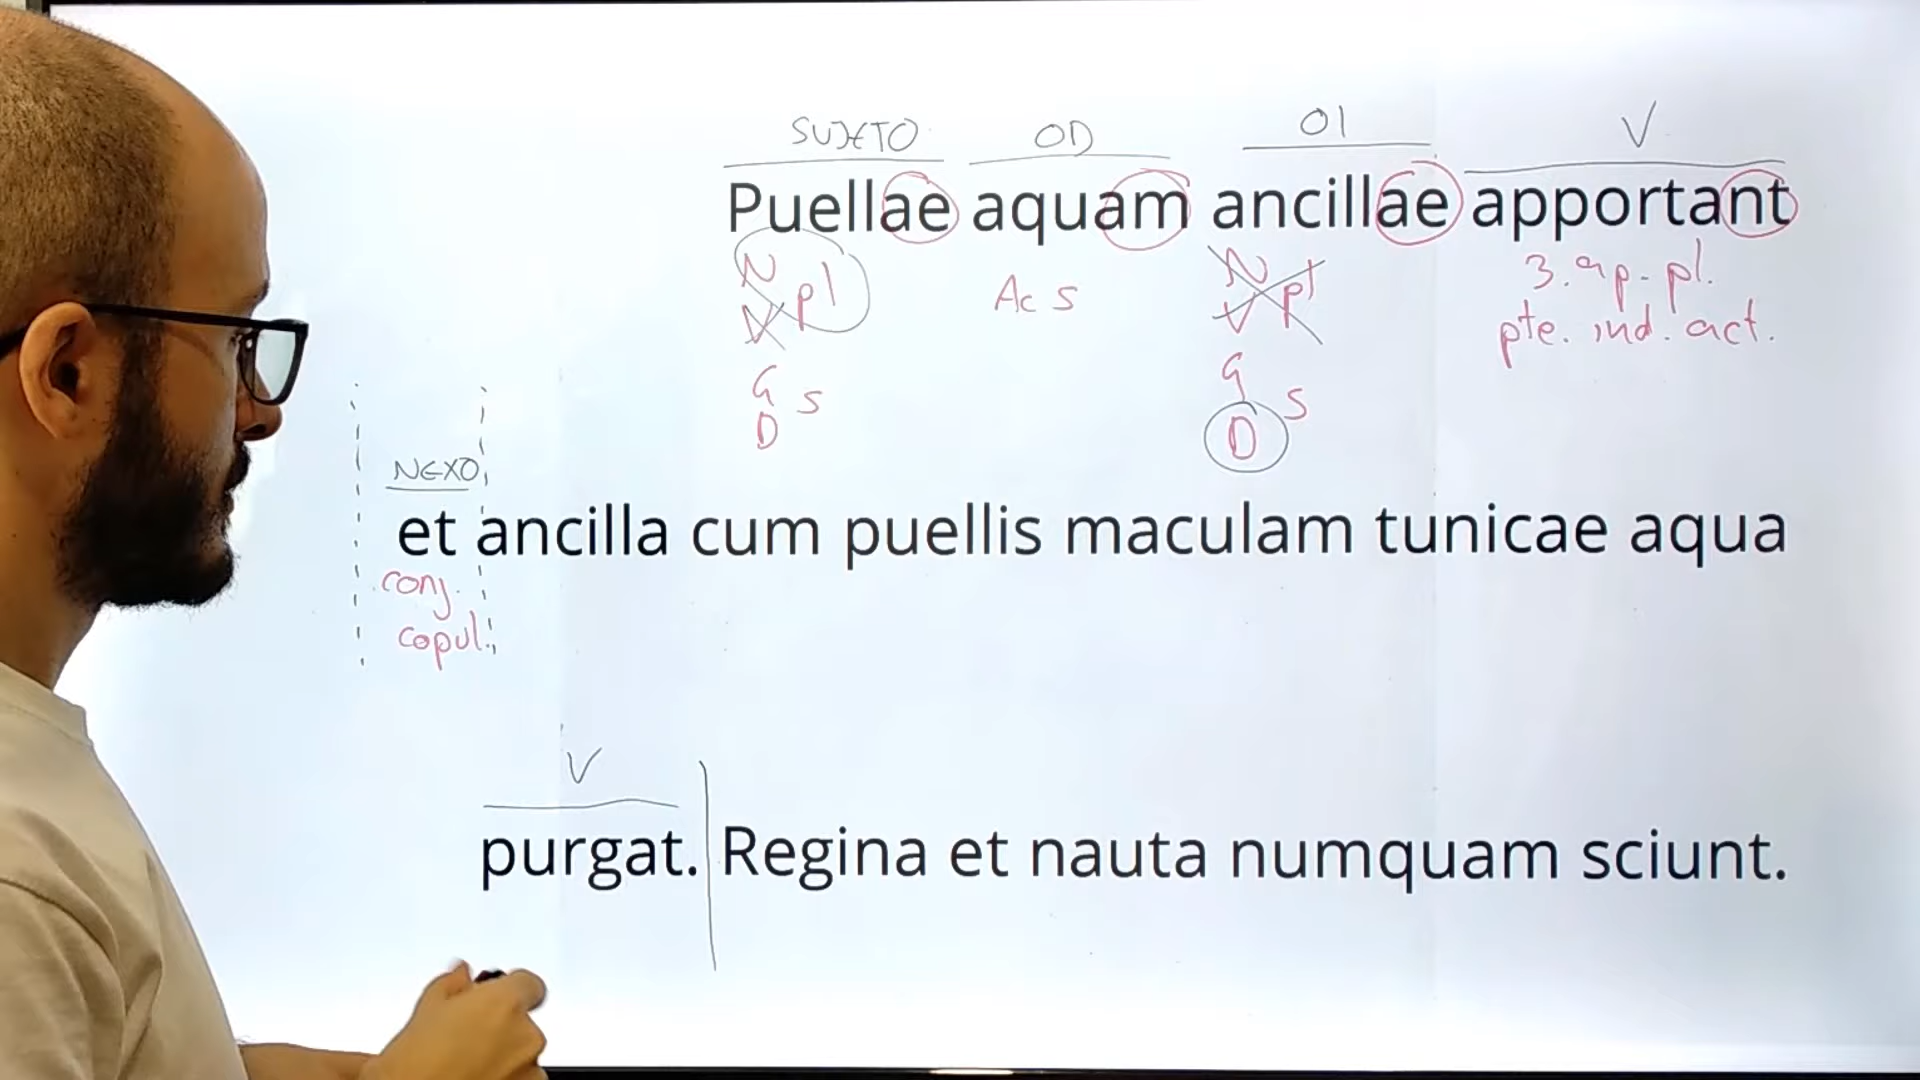 SUJETO OD OI V
Puellae aquam ancillae apportant
N V pl Ac S N V pl 3. ap. pl.
pte. ind. act.
G D S G D S
NEXO
et ancilla cum puellis maculam tunicae aqua
conj.
copul.
V
purgat. Regina et nauta numquam sciunt.